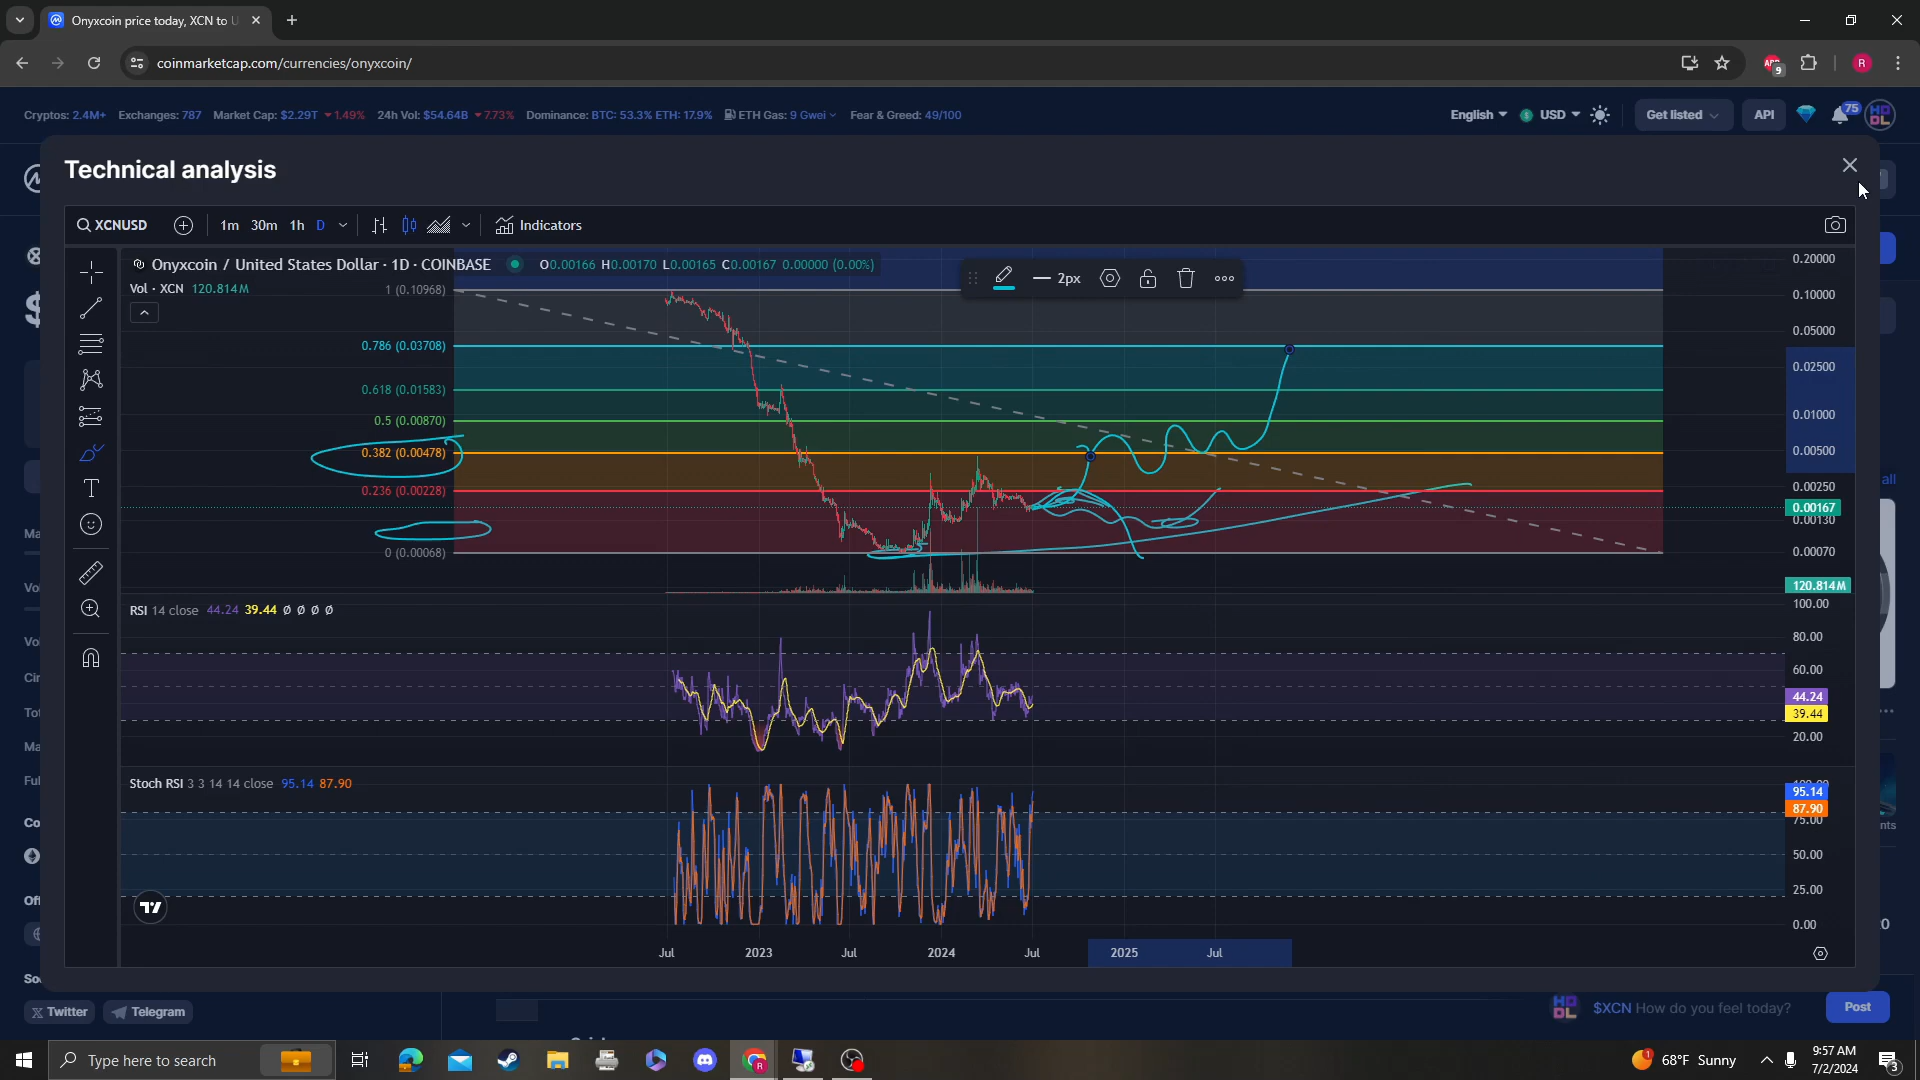 Onyxcoin price today, XCN to U
coinmarketcap.com/currencies/onyxcoin/
9
R
Cryptos: 2.4M+ Exchanges: 787 Market Cap: $2.29T 1.49% 24h Vol: $54.64B 7.73% Dominance: BTC: 53.3% ETH: 17.9% ETH Gas: 9 Gwei Fear & Greed: 49/100
English USD Get listed API 75
Technical analysis
XCNUSD 1m 30m 1h D Indicators
Onyxcoin / United States Dollar · 1D · COINBASE O0.00166 H0.00170 L0.00165 C0.00167 0.00000 (0.00%)
Vol · XCN 120.814M
2px
1 (0.10968)
0.786 (0.03708)
0.618 (0.01583)
0.5 (0.00870)
0.382 (0.00478)
0.236 (0.00228)
0 (0.00068)
0.20000
0.10000
0.05000
0.02500
0.01000
0.00500
0.00250
0.00167
0.00130
0.00070
120.814M
RSI 14 close 44.24 39.44 Ø Ø Ø Ø
100.00
80.00
60.00
44.24
39.44
20.00
Stoch RSI 3 3 14 14 close 95.14 87.90
95.14
87.90
75.00
50.00
25.00
0.00
Jul 2023 Jul 2024 Jul 2025 Jul
Twitter Telegram
$XCN How do you feel today? Post
Type here to search
68°F Sunny
9:57 AM
7/2/2024
3